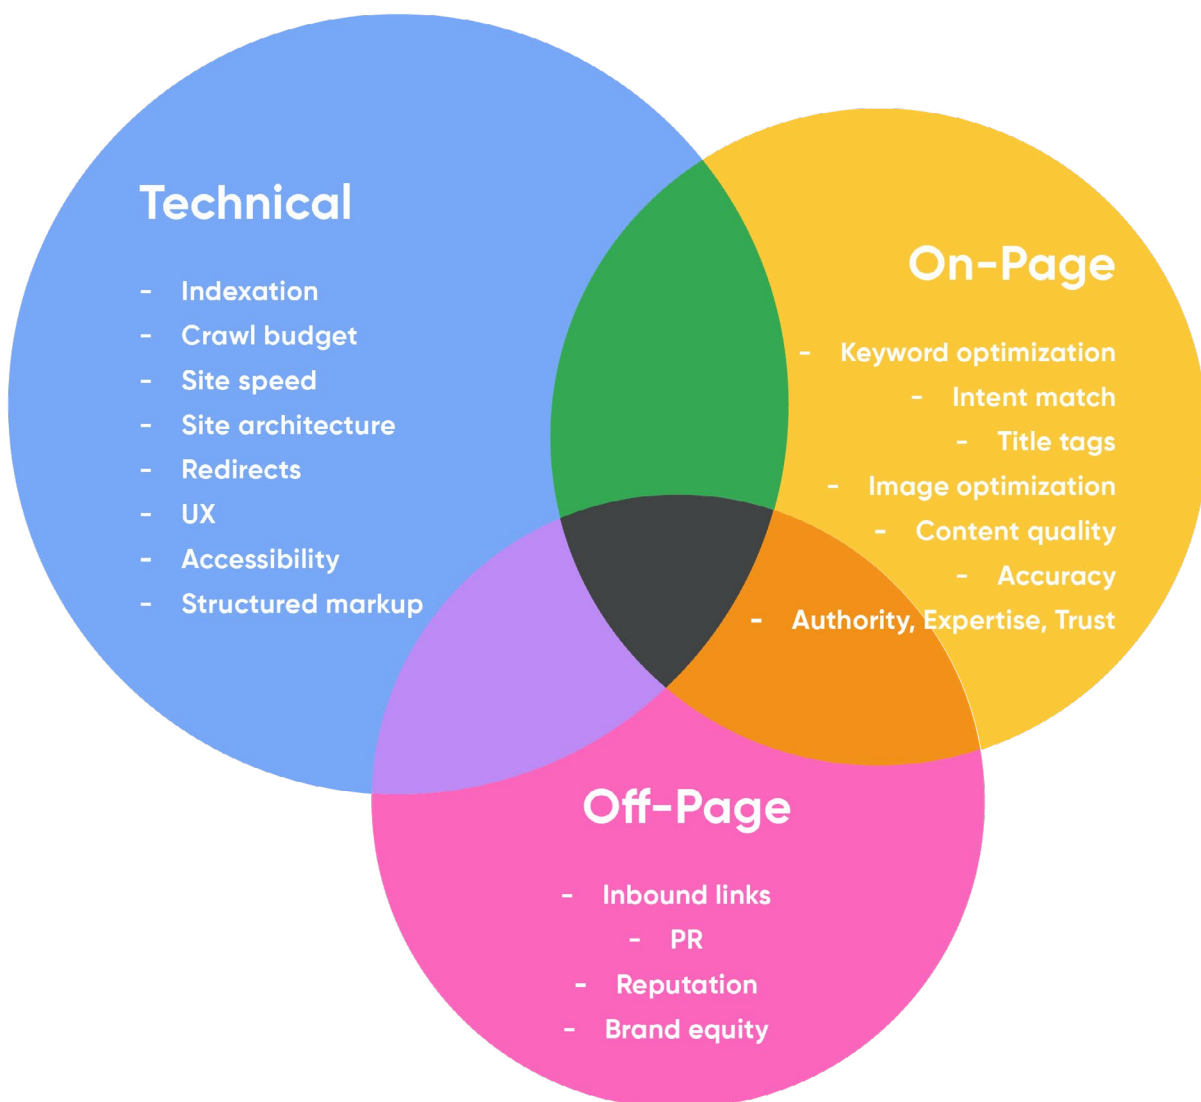 Technical
- Indexation
- Crawl budget
- Site speed
- Site architecture
- Redirects
- UX
- Accessibility
- Structured markup
On-Page
- Keyword optimization
- Intent match
- Title tags
- Image optimization
- Content quality
- Accuracy
- Authority, Expertise, Trust
Off-Page
- Inbound links
- PR
- Reputation
- Brand equity